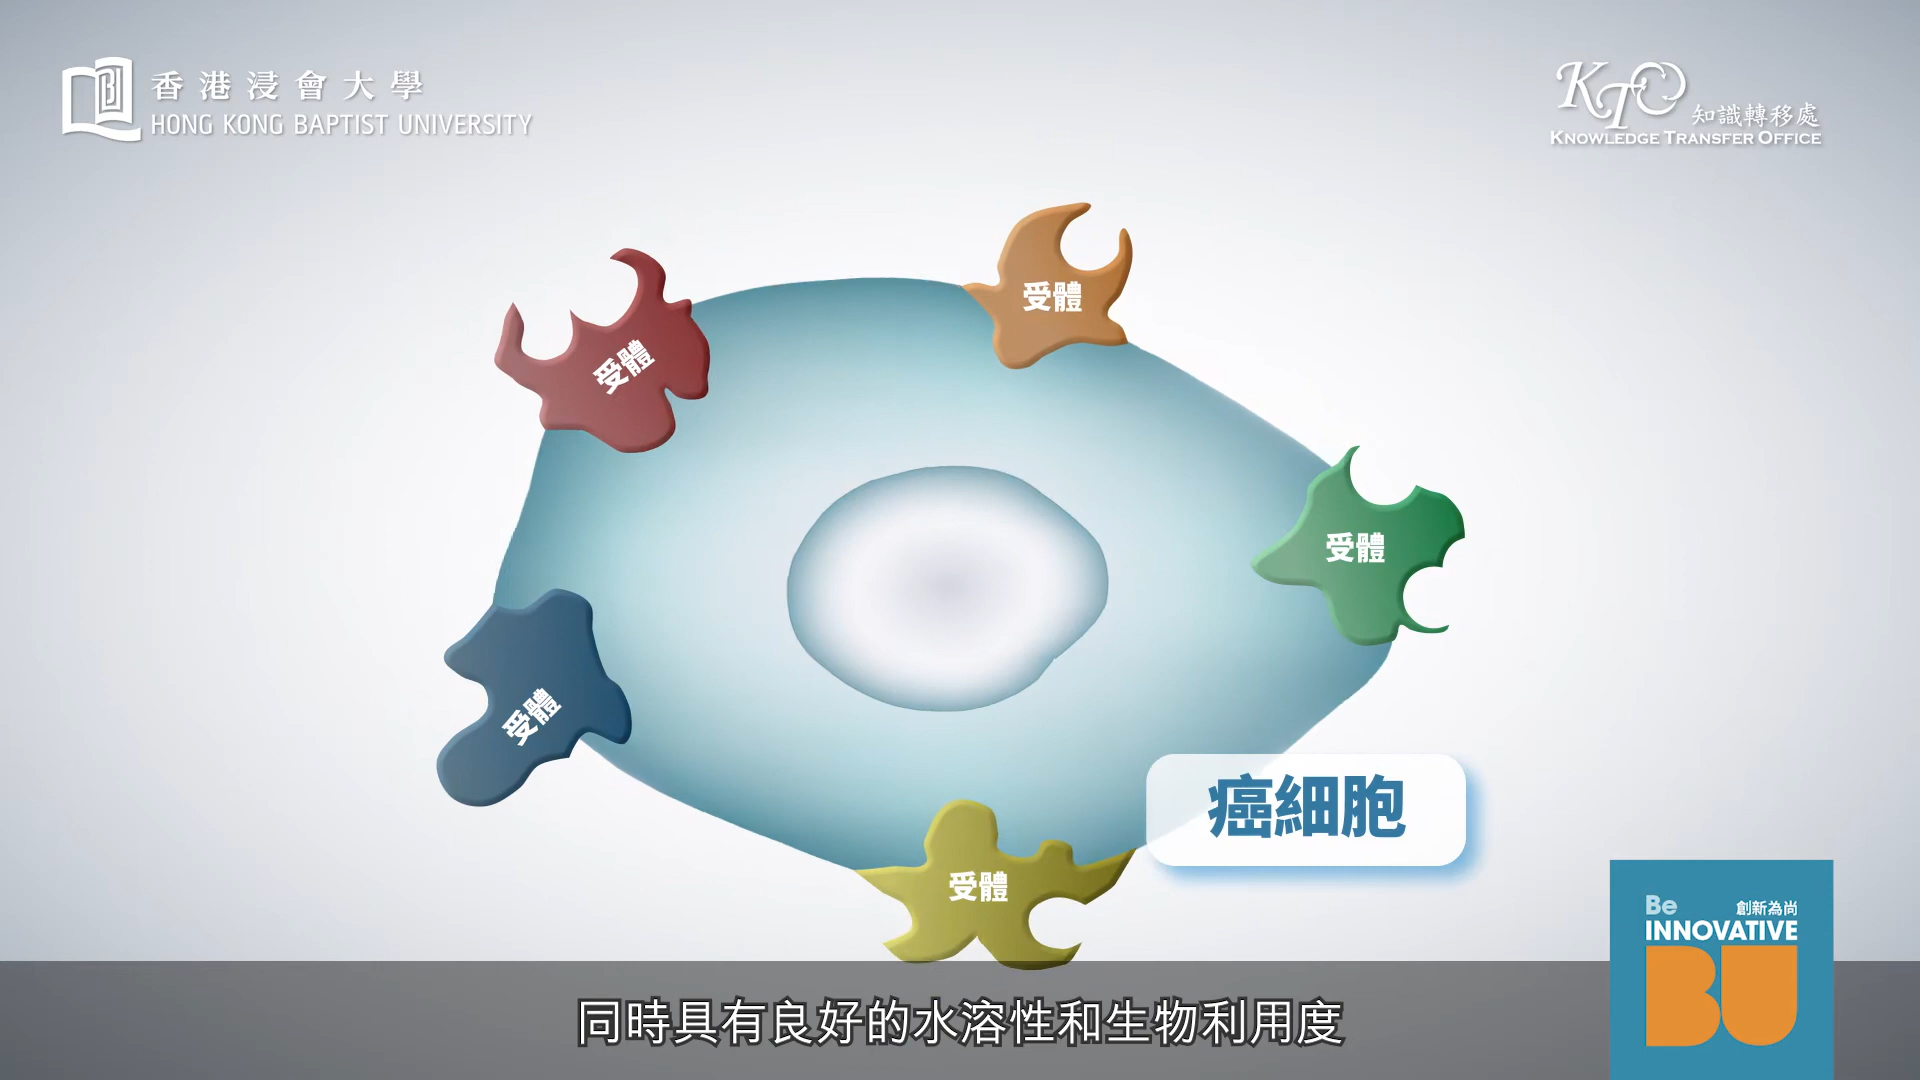 香港浸會大學
HONG KONG BAPTIST UNIVERSITY
KTO 知識轉移處
KNOWLEDGE TRANSFER OFFICE
受體
受體
受體
受體
受體
癌細胞
Be 創新為尚
INNOVATIVE
BU
同時具有良好的水溶性和生物利用度